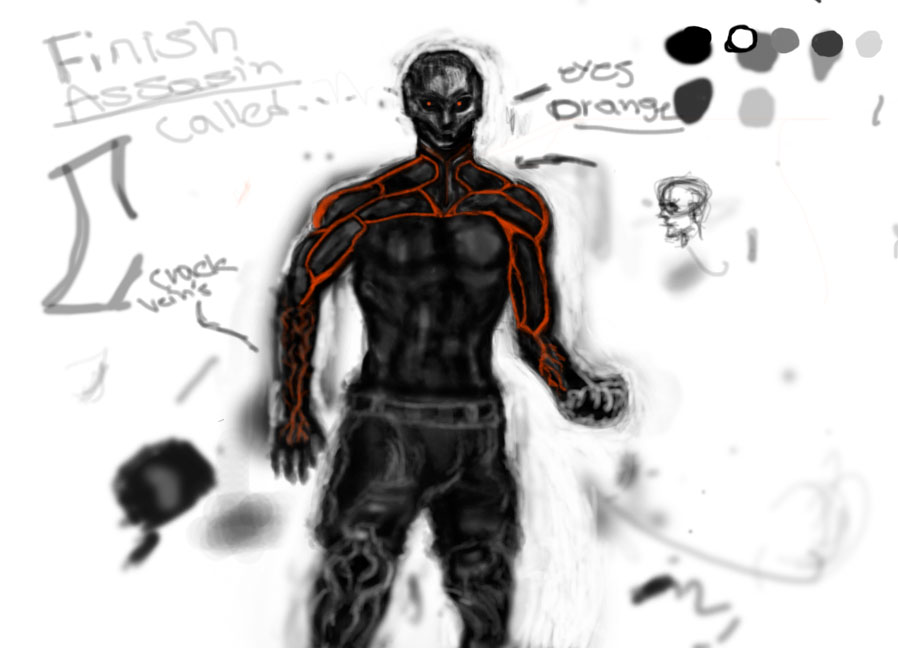 Finish
Assasin
called...
eyes
Orange
crack
vein's